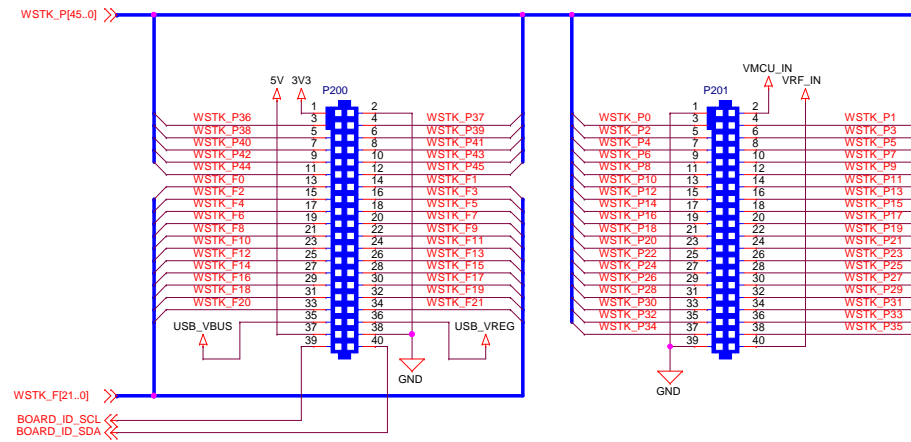 WSTK_P[45..0]
5V 3V3 P200
VMCU_IN
VRF_IN
P201
1 2 1 2
WSTK_P36 3 4 WSTK_P37 WSTK_P0 3 4 WSTK_P1
WSTK_P38 5 6 WSTK_P39 WSTK_P2 5 6 WSTK_P3
WSTK_P40 7 8 WSTK_P41 WSTK_P4 7 8 WSTK_P5
WSTK_P42 9 10 WSTK_P43 WSTK_P6 9 10 WSTK_P7
WSTK_P44 11 12 WSTK_P45 WSTK_P8 11 12 WSTK_P9
WSTK_F0 13 14 WSTK_F1 WSTK_P10 13 14 WSTK_P11
WSTK_F2 15 16 WSTK_F3 WSTK_P12 15 16 WSTK_P13
WSTK_F4 17 18 WSTK_F5 WSTK_P14 17 18 WSTK_P15
WSTK_F6 19 20 WSTK_F7 WSTK_P16 19 20 WSTK_P17
WSTK_F8 21 22 WSTK_F9 WSTK_P18 21 22 WSTK_P19
WSTK_F10 23 24 WSTK_F11 WSTK_P20 23 24 WSTK_P21
WSTK_F12 25 26 WSTK_F13 WSTK_P22 25 26 WSTK_P23
WSTK_F14 27 28 WSTK_F15 WSTK_P24 27 28 WSTK_P25
WSTK_F16 29 30 WSTK_F17 WSTK_P26 29 30 WSTK_P27
WSTK_F18 31 32 WSTK_F19 WSTK_P28 31 32 WSTK_P29
WSTK_F20 33 34 WSTK_F21 WSTK_P30 33 34 WSTK_P31
35 36 WSTK_P32 35 36 WSTK_P33
USB_VBUS 37 38 USB_VREG WSTK_P34 37 38 WSTK_P35
39 40 39 40
GND GND
WSTK_F[21..0]
BOARD_ID_SCL
BOARD_ID_SDA